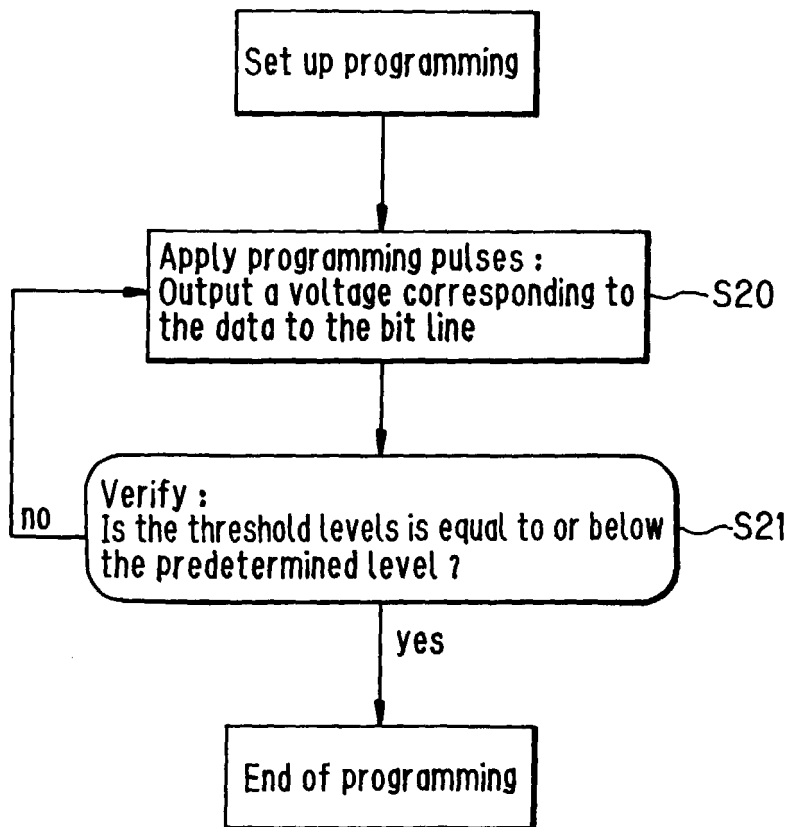 Set up programming
Apply programming pulses :
Output a voltage corresponding to
the data to the bit line
S20
Verify :
Is the threshold levels is equal to or below
the predetermined level ?
S21
no
yes
End of programming